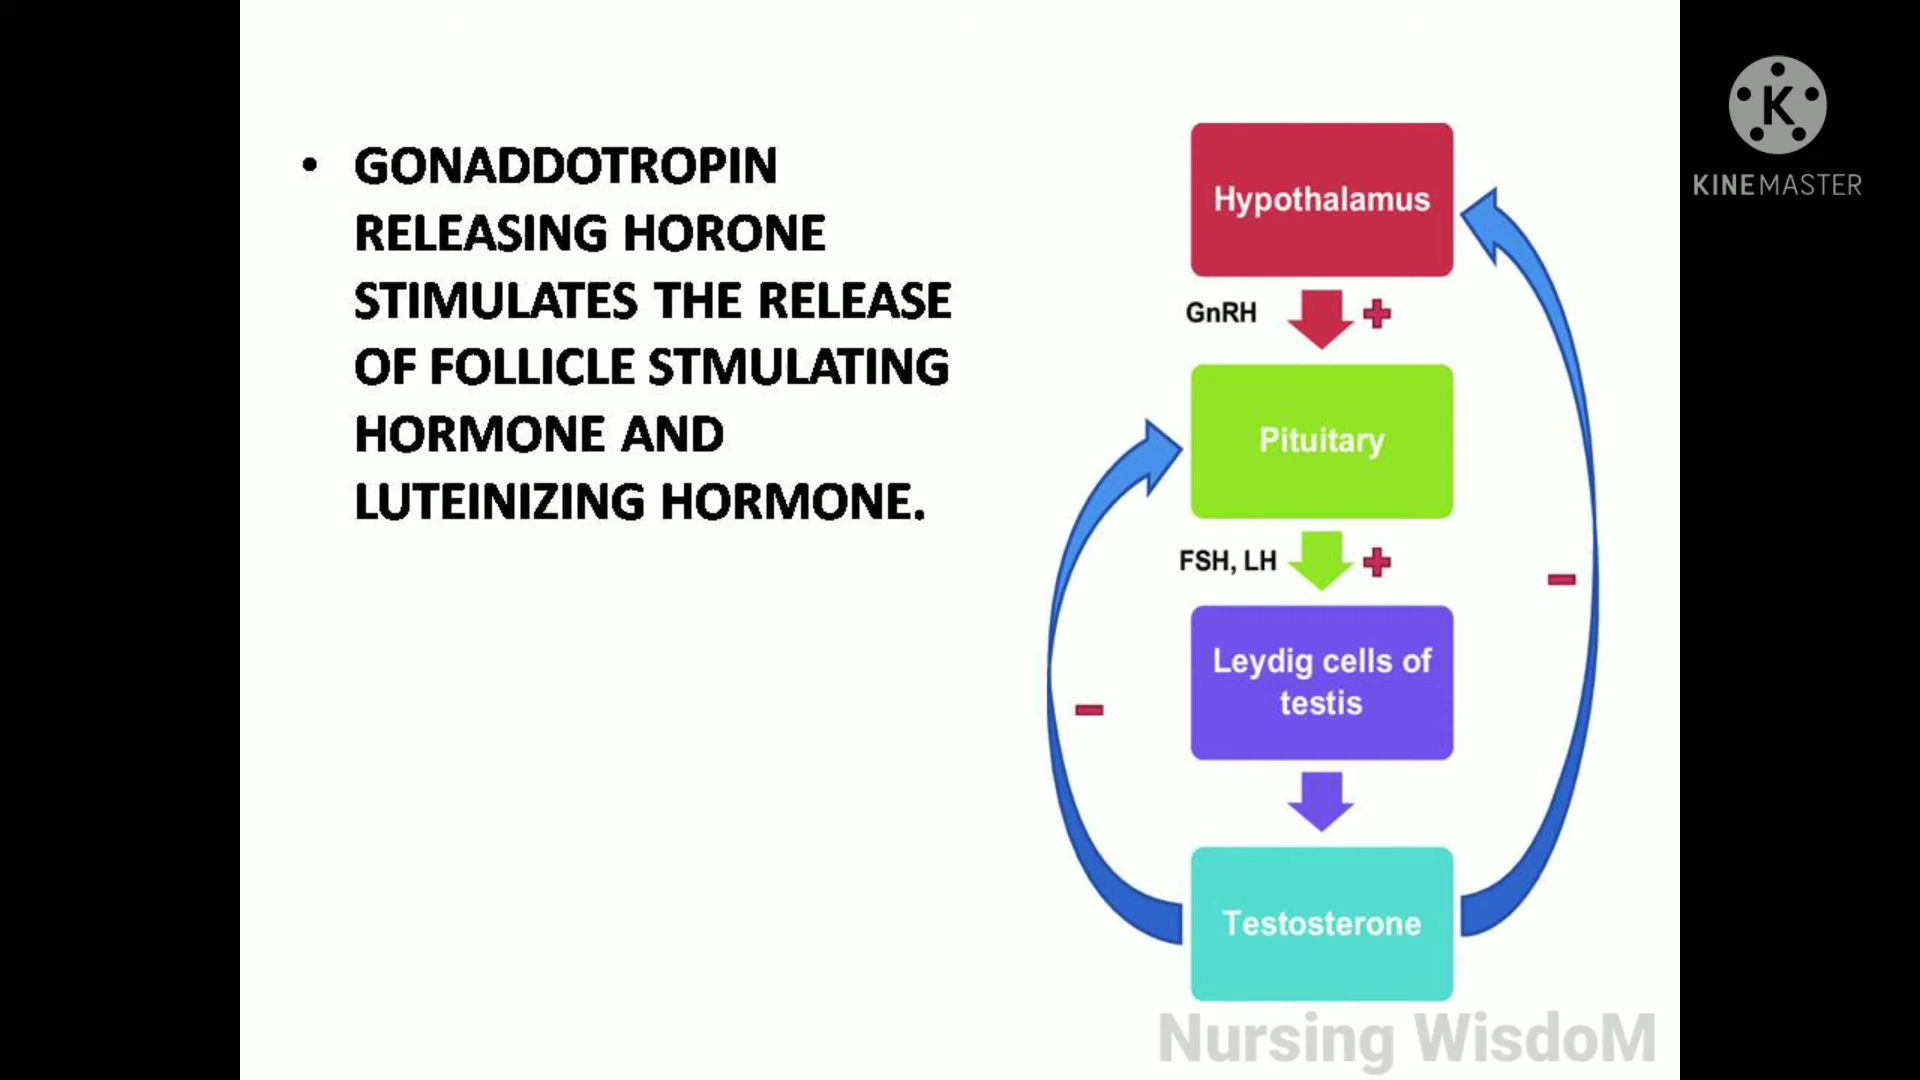 • GONADDOTROPIN
RELEASING HORONE
STIMULATES THE RELEASE
OF FOLLICLE STMULATING
HORMONE AND
LUTEINIZING HORMONE.
Hypothalamus
GnRH
Pituitary
FSH, LH
Leydig cells of
testis
Testosterone
Nursing WisdoM
K
KINEMASTER